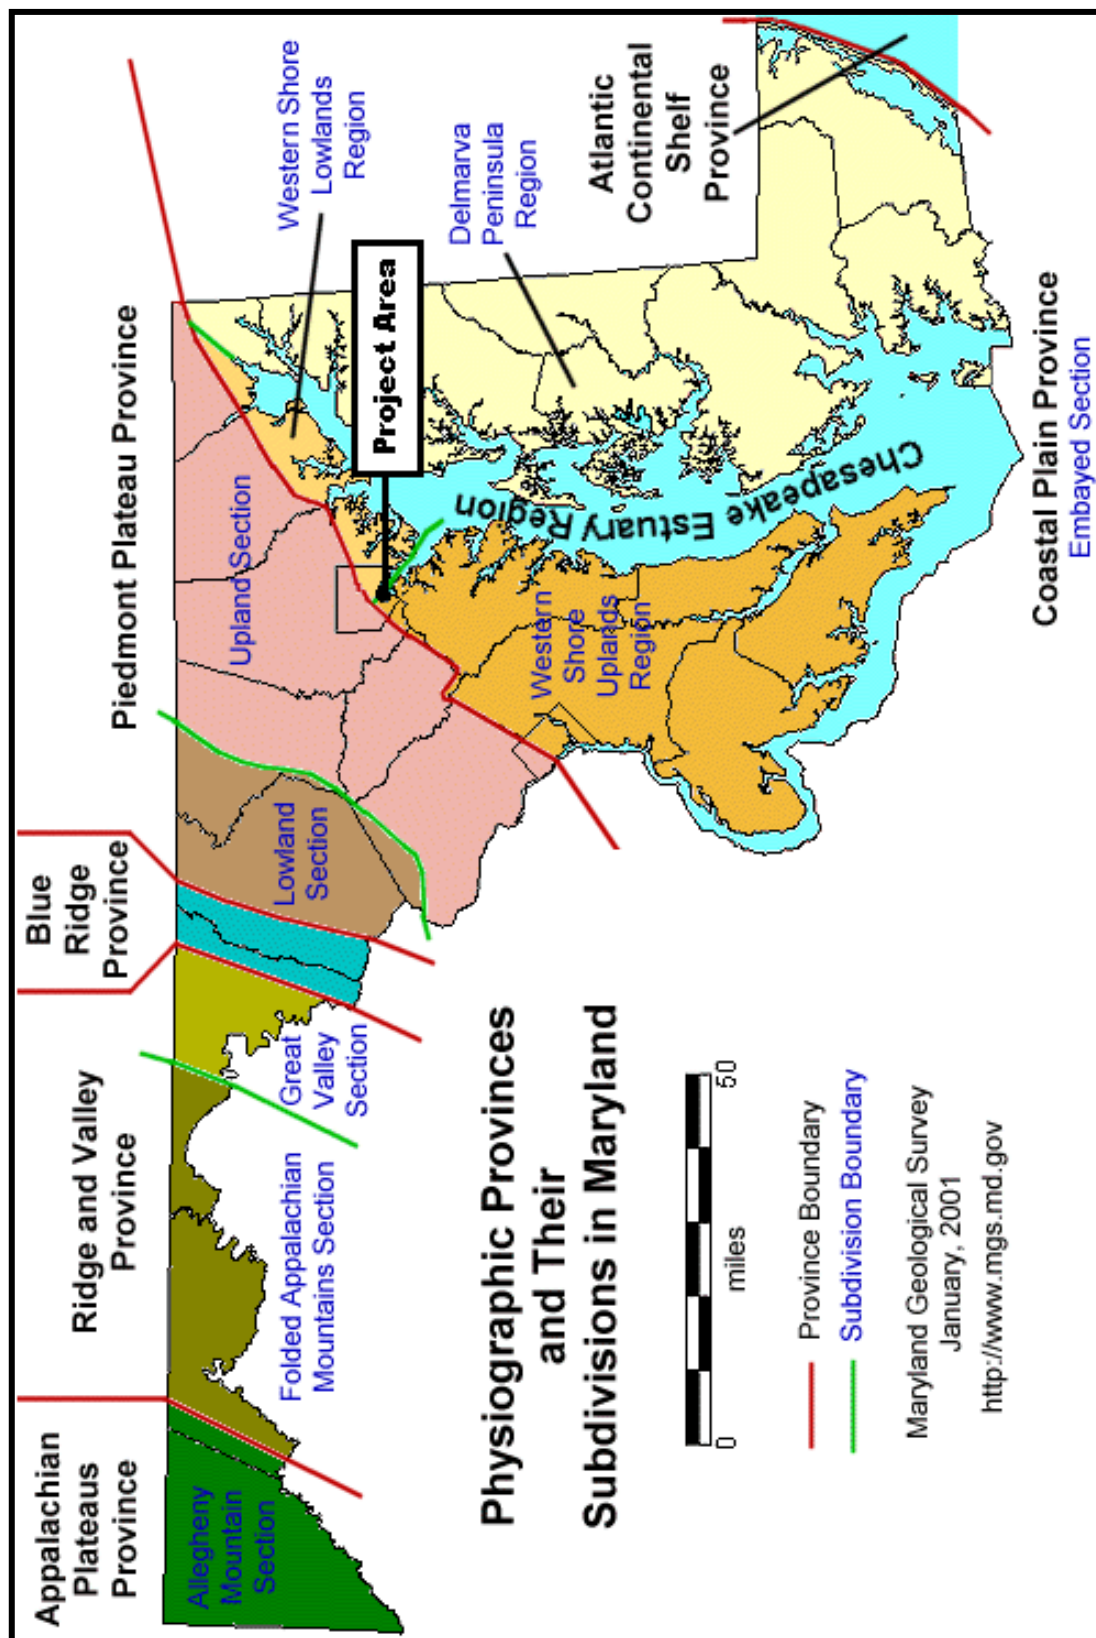 Appalachian
Plateaus
Province
Ridge and Valley
Province
Blue
Ridge
Province
Piedmont Plateau Province
Allegheny
Mountain
Section
Folded Appalachian
Mountains Section
Great
Valley
Section
Lowland
Section
Upland Section
Western Shore
Lowlands
Region
Project Area
Delmarva
Peninsula
Region
Atlantic
Continental
Shelf
Province
Chesapeake Estuary Region
Western
Shore
Uplands
Region
Coastal Plain Province
Embayed Section
Physiographic Provinces
and Their
Subdivisions in Maryland
0 50
miles
Province Boundary
Subdivision Boundary
Maryland Geological Survey
January, 2001
http://www.mgs.md.gov